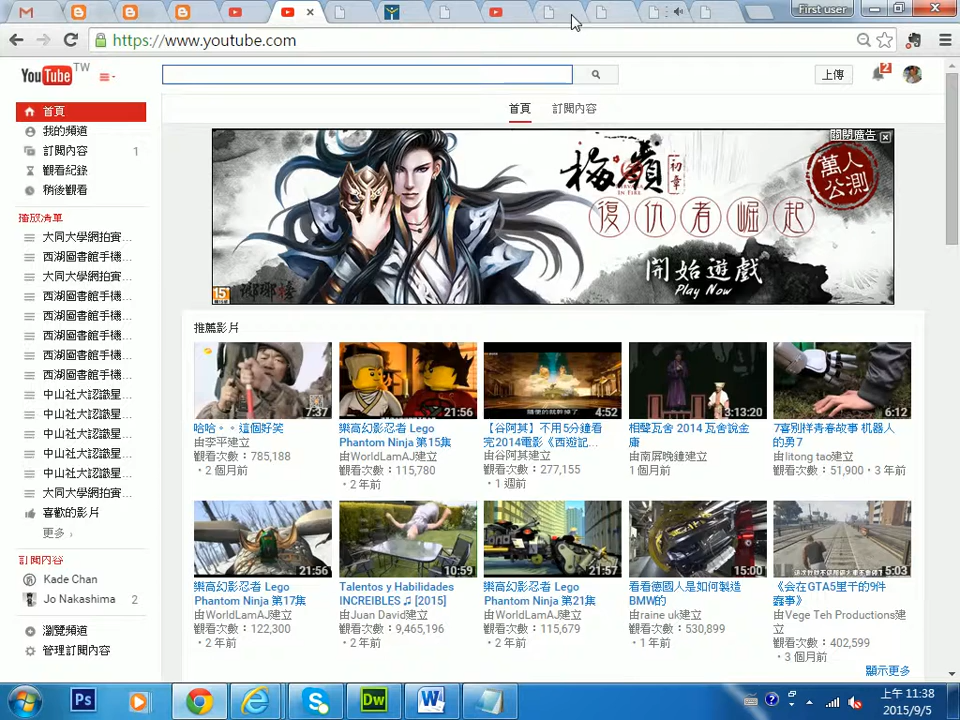 First user
https://www.youtube.com
YouTube TW
上傳
2
首頁
我的頻道
訂閱內容 1
觀看紀錄
稍後觀看
播放清單
大同大學網拍實...
西湖圖書館手機...
大同大學網拍實...
西湖圖書館手機...
西湖圖書館手機...
西湖圖書館手機...
西湖圖書館手機...
西湖圖書館手機...
中山社大認識星...
中山社大認識星...
中山社大認識星...
中山社大認識星...
中山社大認識星...
大同大學網拍實...
喜歡的影片
更多 ›
訂閱內容
Kade Chan
Jo Nakashima 2
瀏覽頻道
管理訂閱內容
首頁 訂閱內容
關閉廣告
初章
萬人公測
復仇者崛起
開始遊戲
Play Now
15
推薦影片
7:37
哈哈。。這個好笑
由李平建立
觀看次數：785,188
・2 個月前
21:56
樂高幻影忍者 Lego
Phantom Ninja 第15集
由WorldLamAJ建立
觀看次數：115,780
・2 年前
隨便的就幹掉了
4:52
【谷阿莫】不用5分鐘看
完2014電影《西遊記...
由谷阿莫建立
觀看次數：277,155
・1 週前
3:13:20
相聲瓦舍 2014 瓦舍說金
庸
由南屏晚鐘建立
1 個月前
6:12
7喜別样青春故事 机器人
的勇7
由litong tao建立
觀看次數：51,900・3 年前
21:56
樂高幻影忍者 Lego
Phantom Ninja 第17集
由WorldLamAJ建立
觀看次數：122,300
・2 年前
10:59
Talentos y Habilidades
INCREIBLES ♫ [2015]
由Juan David建立
觀看次數：9,465,196
・2 年前
21:57
樂高幻影忍者 Lego
Phantom Ninja 第21集
由WorldLamAJ建立
觀看次數：115,679
・2 年前
15:00
看看德國人是如何製造
BMW的
由raine uk建立
觀看次數：530,899
・1 年前
5:03
《会在GTA5里干的9件
蠢事》
由Vege Teh Productions建
立
觀看次數：402,599
・3 個月前
顯示更多
Ps
Dw
上午 11:38
2015/9/5